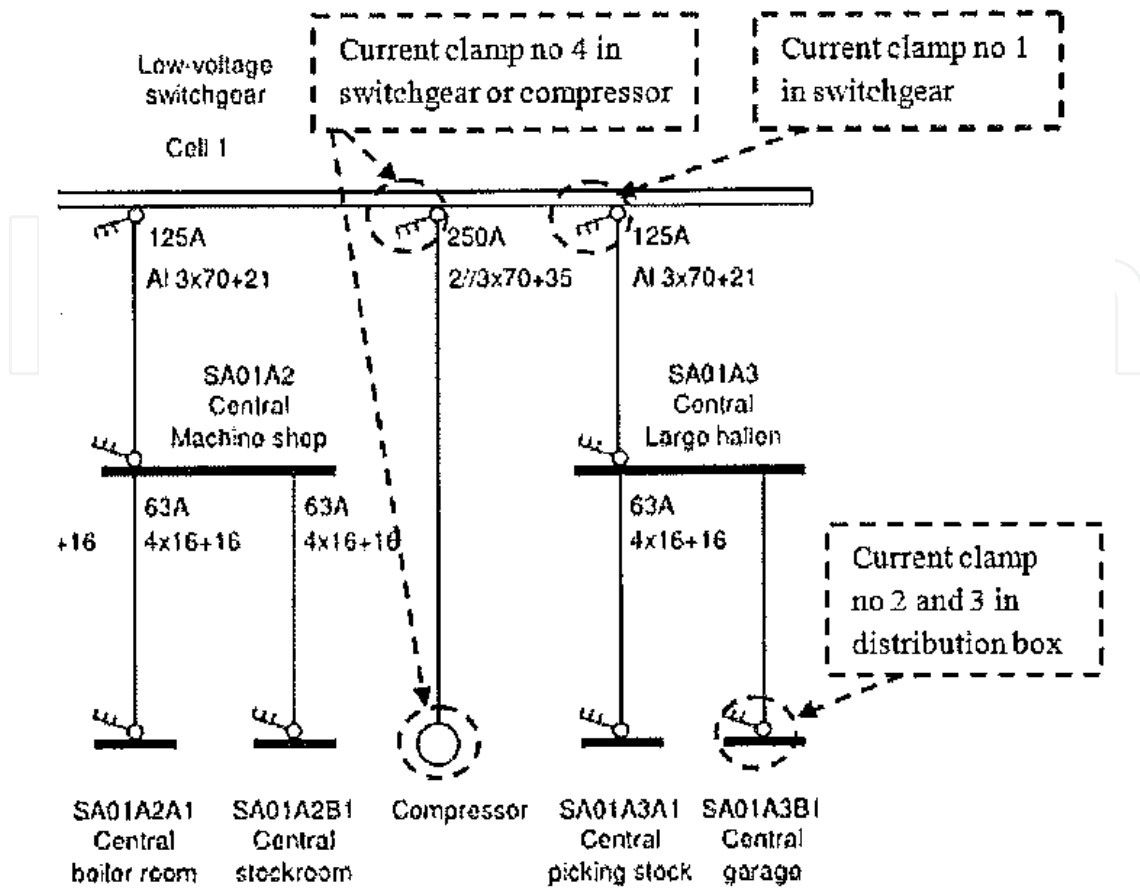 Current clamp no 4 in
switchgear or compressor
Current clamp no 1
in switchgear
Low-voltage
switchgear
Cell 1
125A
Al 3x70+21
250A
2//3x70+35
125A
Al 3x70+21
SA01A2
Central
Machine shop
SA01A3
Central
Large hallen
63A
4x16+16
63A
4x16+16
63A
4x16+16
+16
Current clamp
no 2 and 3 in
distribution box
SA01A2A1
Central
boiler room
SA01A2B1
Central
stockroom
Compressor
SA01A3A1
Central
picking stock
SA01A3B1
Central
garage